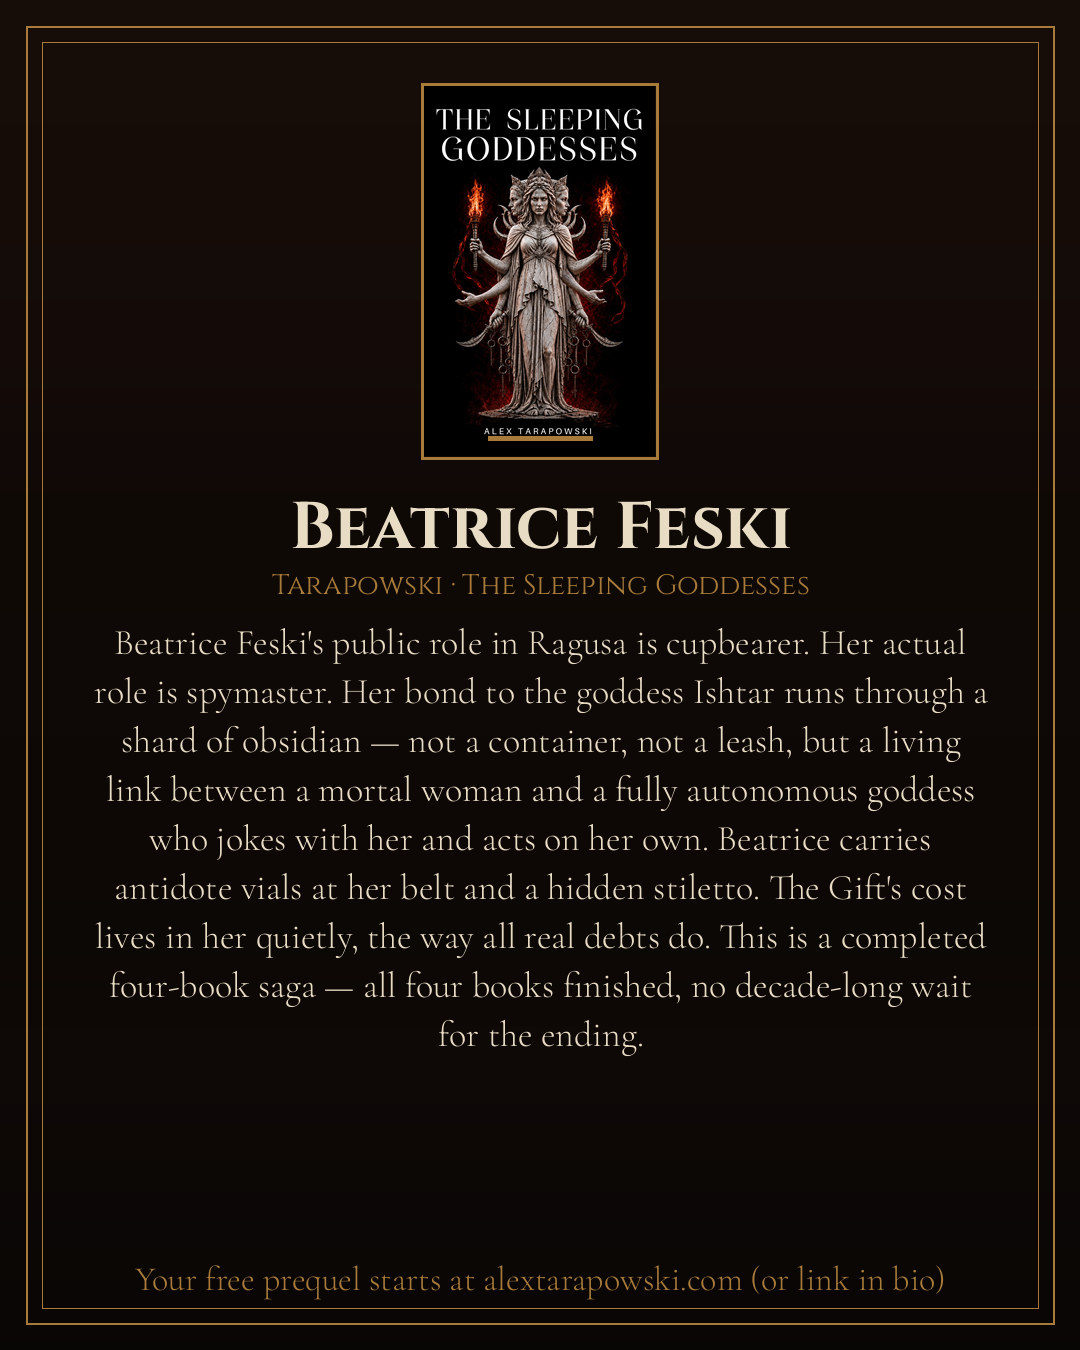 THE SLEEPING
GODDESSES
ALEX TARAPOWSKI
Beatrice Feski
Tarapowski · The Sleeping Goddesses
Beatrice Feski's public role in Ragusa is cupbearer. Her actual
role is spymaster. Her bond to the goddess Ishtar runs through a
shard of obsidian — not a container, not a leash, but a living
link between a mortal woman and a fully autonomous goddess
who jokes with her and acts on her own. Beatrice carries
antidote vials at her belt and a hidden stiletto. The Gift's cost
lives in her quietly, the way all real debts do. This is a completed
four-book saga — all four books finished, no decade-long wait
for the ending.
Your free prequel starts at alextarapowski.com (or link in bio)